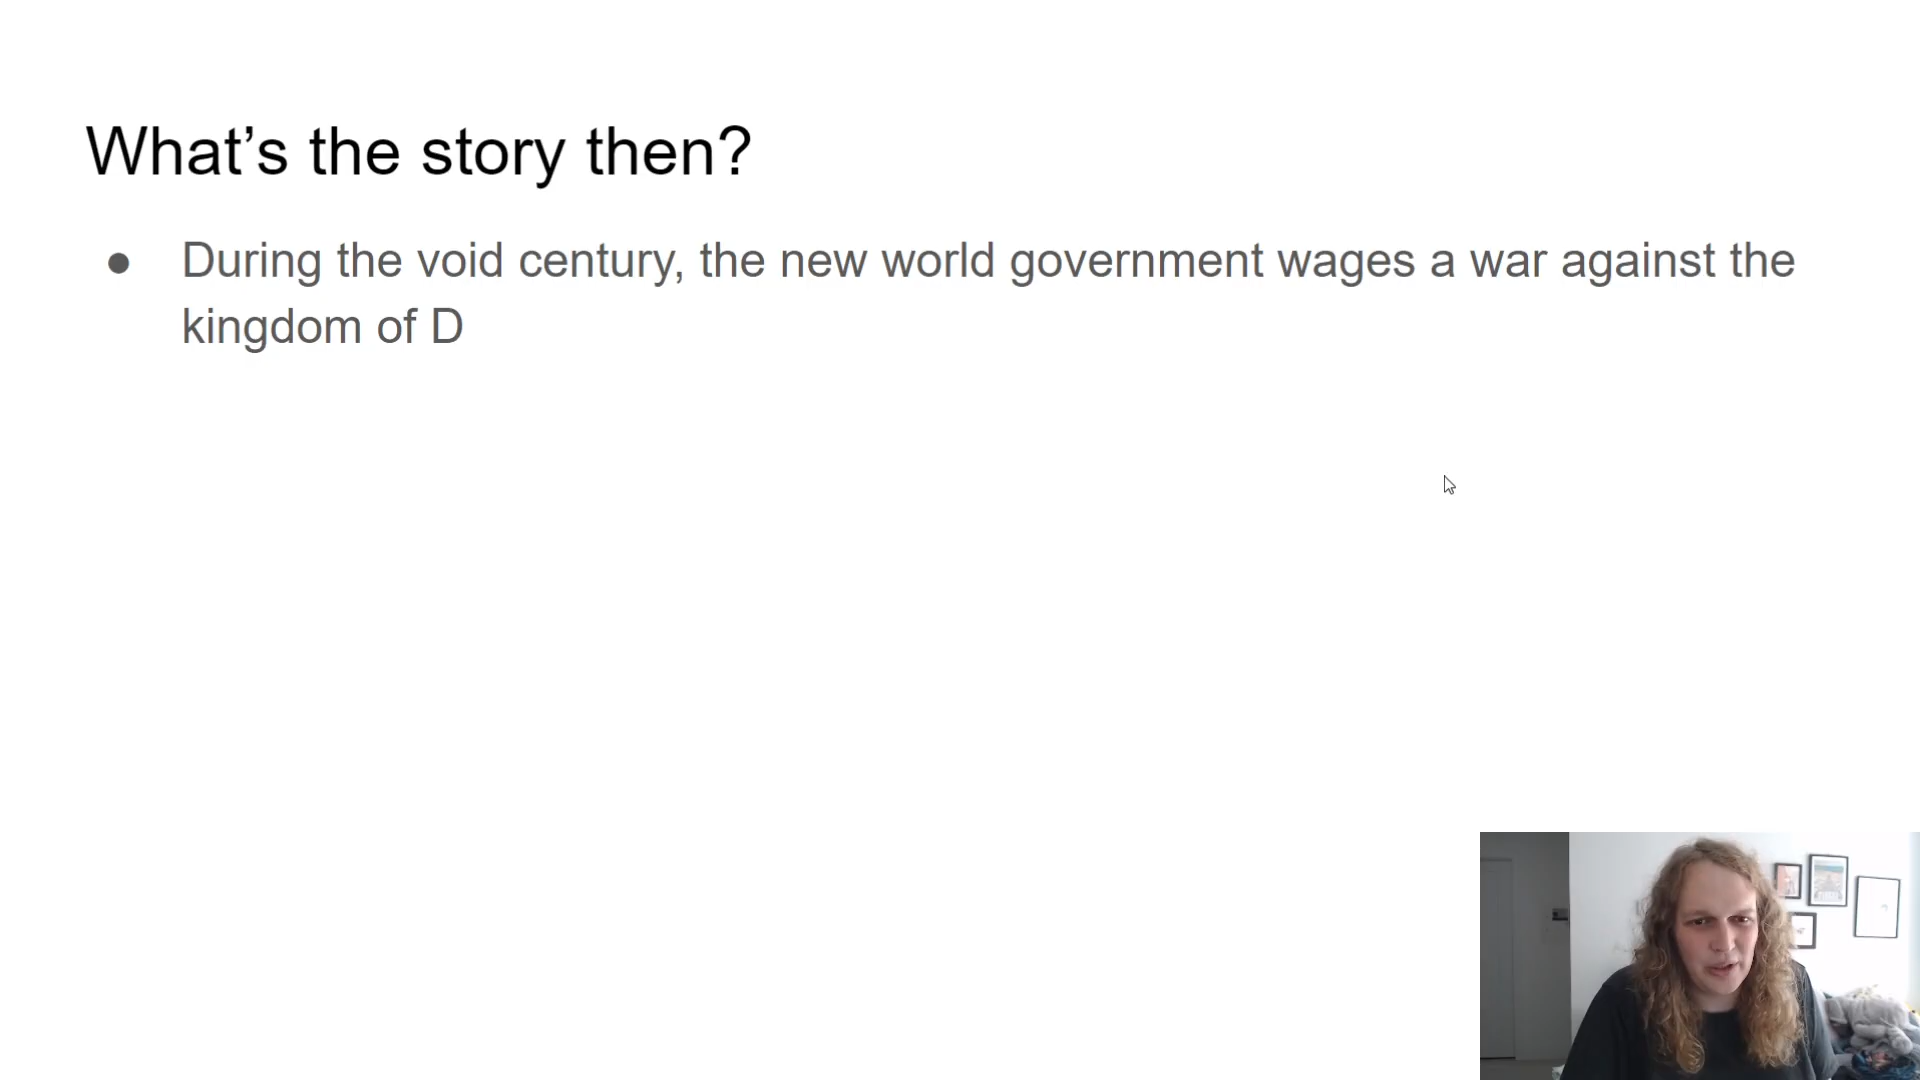 What’s the story then?
● During the void century, the new world government wages a war against the
kingdom of D